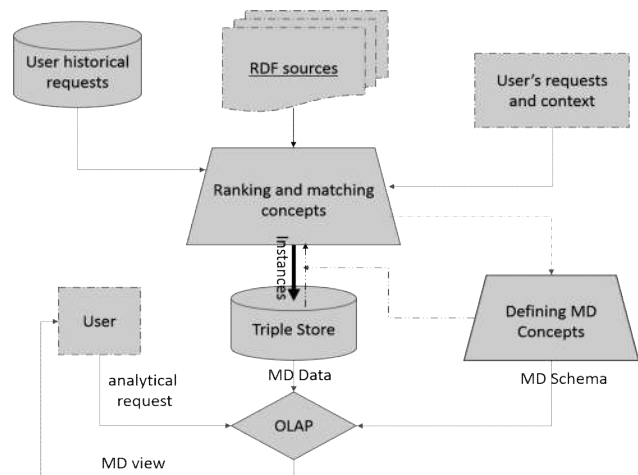 User historical
requests
RDF sources
User's requests
and context
Ranking and matching
concepts
Instances
User
Triple Store
Defining MD
Concepts
analytical
request
MD Data
MD Schema
OLAP
MD view